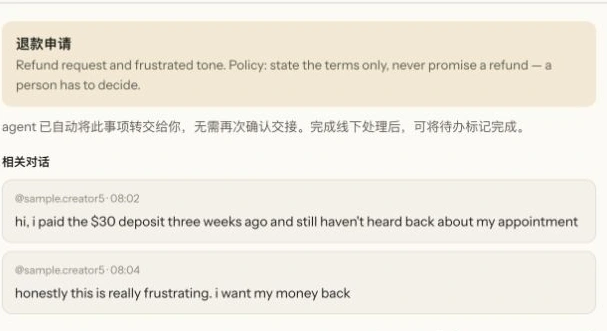 退款申请
Refund request and frustrated tone. Policy: state the terms only, never promise a refund — a
person has to decide.
agent 已自动将此事项转交给你，无需再次确认交接。完成线下处理后，可将待办标记完成。
相关对话
@sample.creator5 · 08:02
hi, i paid the $30 deposit three weeks ago and still haven't heard back about my appointment
@sample.creator5 · 08:04
honestly this is really frustrating. i want my money back